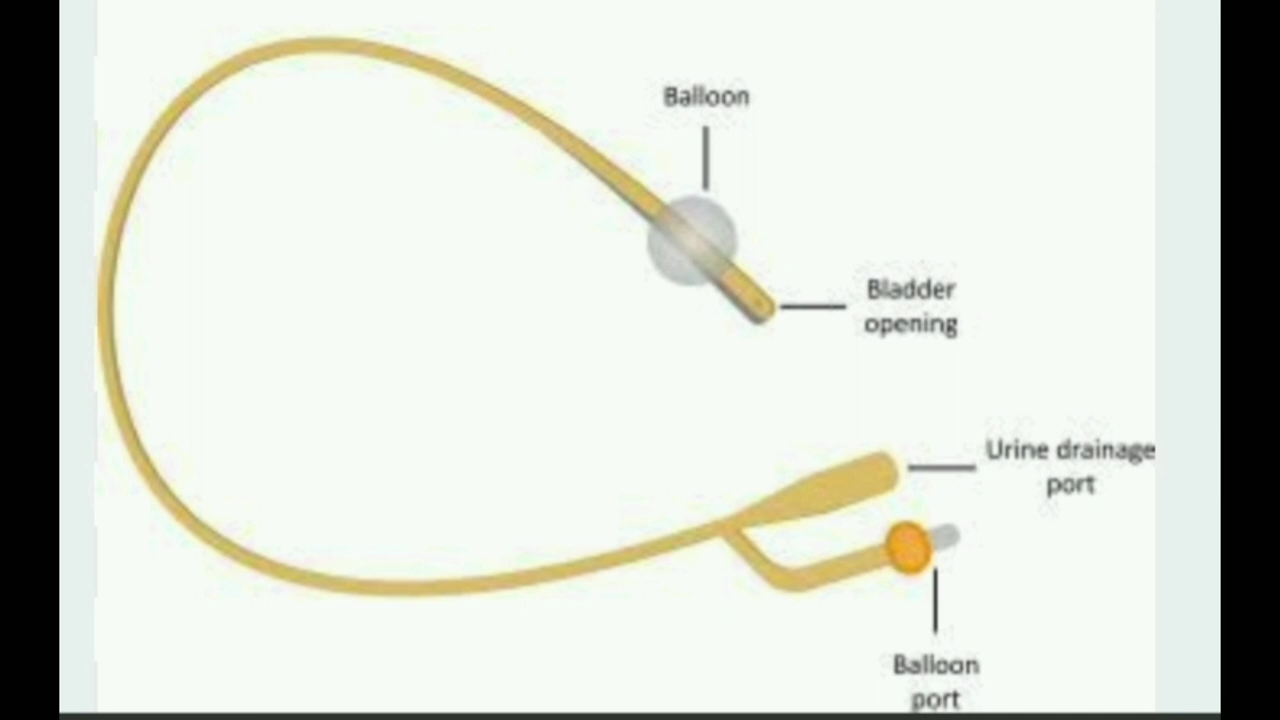 Balloon
Bladder
opening
Urine drainage
port
Balloon
port